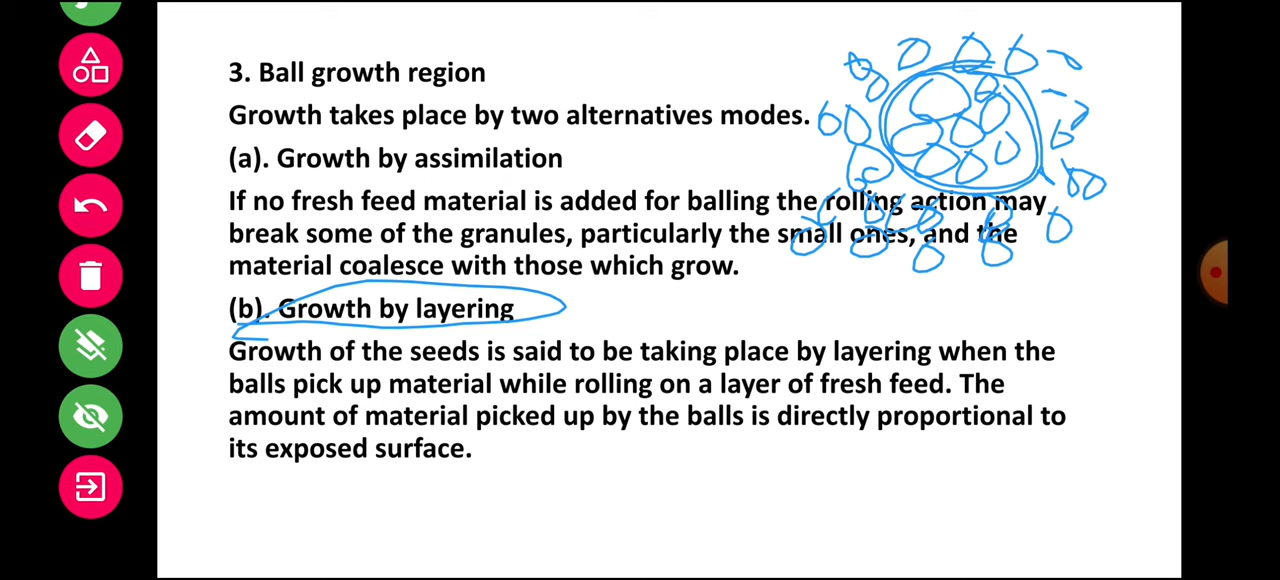 3. Ball growth region
Growth takes place by two alternatives modes.
(a). Growth by assimilation
If no fresh feed material is added for balling the rolling action may
break some of the granules, particularly the small ones, and the
material coalesce with those which grow.
(b). Growth by layering
Growth of the seeds is said to be taking place by layering when the
balls pick up material while rolling on a layer of fresh feed. The
amount of material picked up by the balls is directly proportional to
its exposed surface.